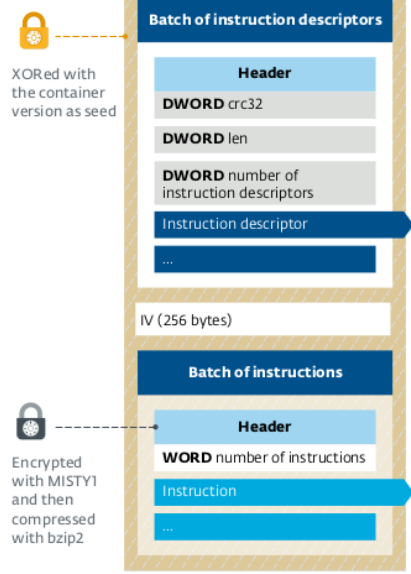 Batch of instruction descriptors
XORed with
the container
version as seed
Header
DWORD crc32
DWORD len
DWORD number of
instruction descriptors
Instruction descriptor
...
IV (256 bytes)
Batch of instructions
Encrypted
with MISTY1
and then
compressed
with bzip2
Header
WORD number of instructions
Instruction
...